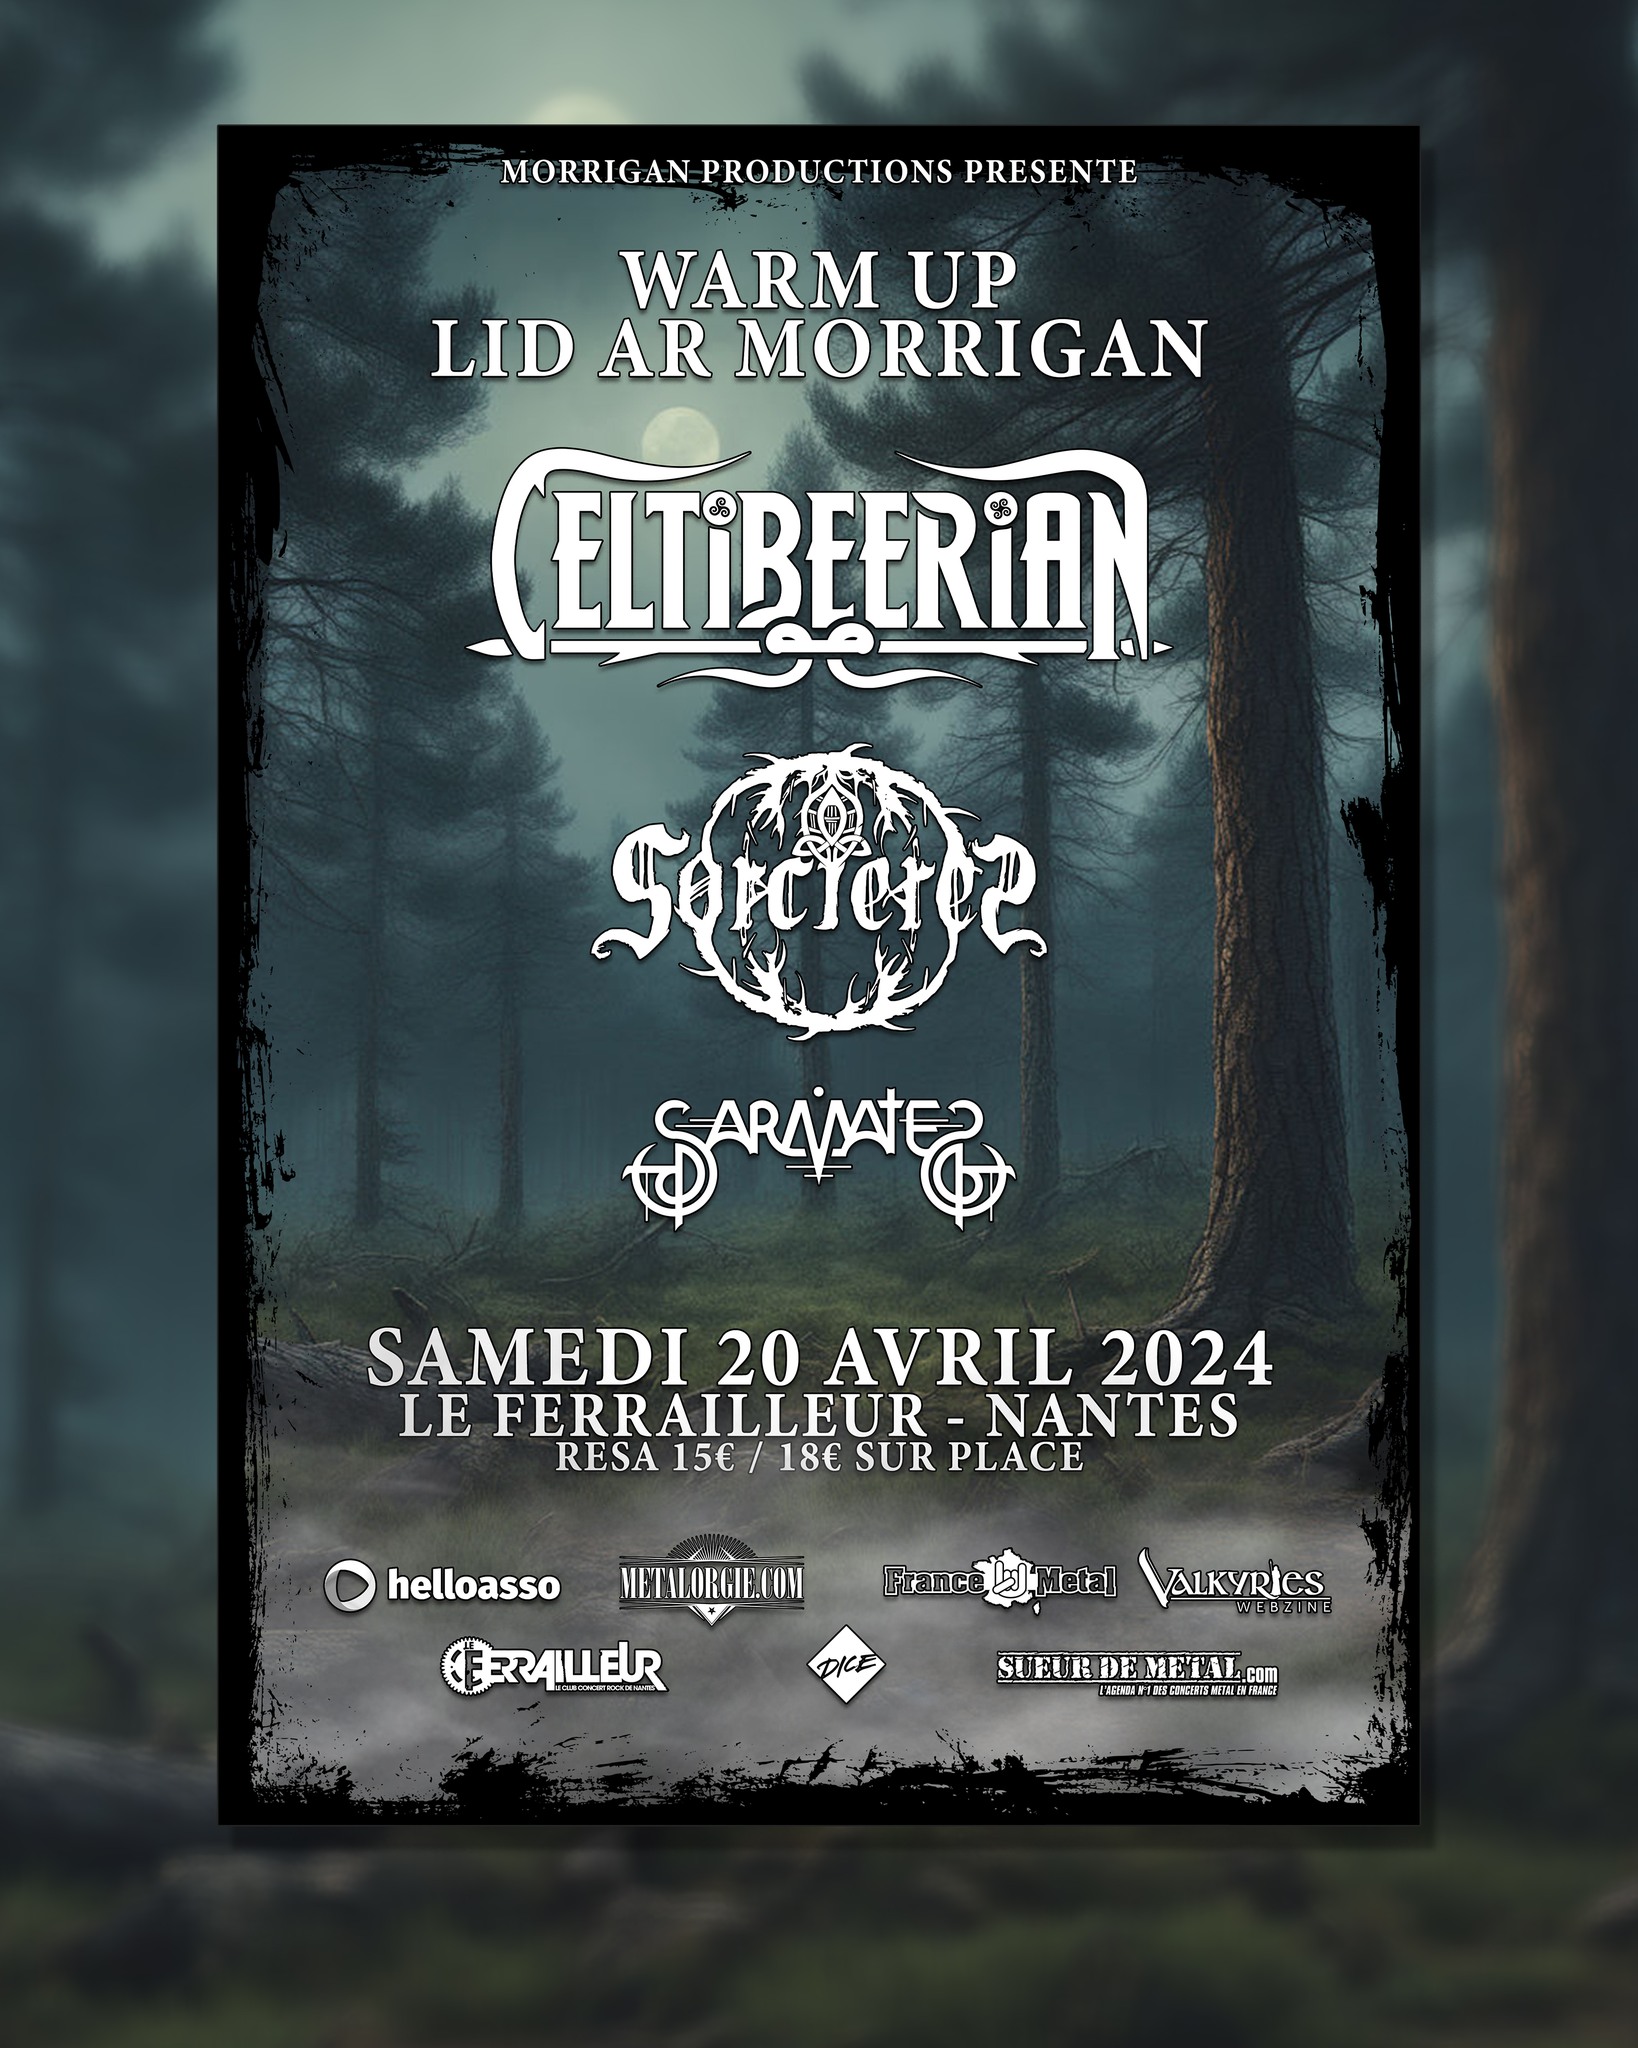 MORRIGAN PRODUCTIONS PRESENTE
WARM UP
LID AR MORRIGAN
CELTIBEERIAN
SORCIERES
SARMATES
SAMEDI 20 AVRIL 2024
LE FERRAILLEUR - NANTES
RESA 15€ / 18€ SUR PLACE
helloasso
METALORGIE.COM
France Metal
VALKYRIES
WEBZINE
LE FERRAILLEUR
LE CLUB CONCERT ROCK DE NANTES
DICE
SUEUR DE METAL.com
L'AGENDA N°1 DES CONCERTS METAL EN FRANCE